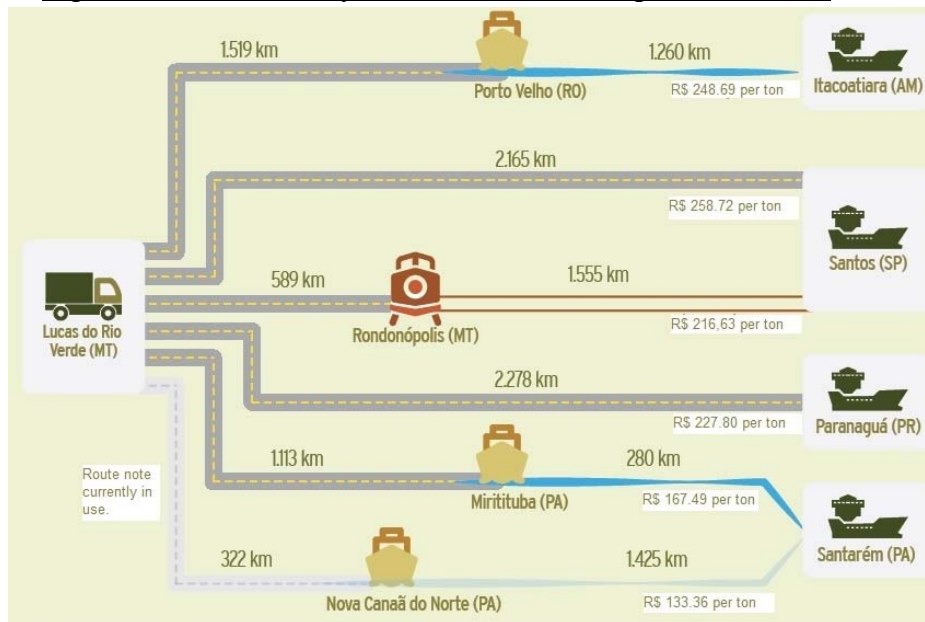 1.519 km
1.260 km
Porto Velho (RO)
R$ 248.69 per ton
Itacoatiara (AM)
2.165 km
R$ 258.72 per ton
Santos (SP)
Lucas do Rio
Verde (MT)
589 km
1.555 km
Rondonópolis (MT)
R$ 216,63 per ton
2.278 km
R$ 227.80 per ton
Paranaguá (PR)
Route note
currently in
use.
1.113 km
280 km
Miritituba (PA)
R$ 167.49 per ton
Santarém (PA)
322 km
1.425 km
Nova Canaã do Norte (PA)
R$ 133.36 per ton